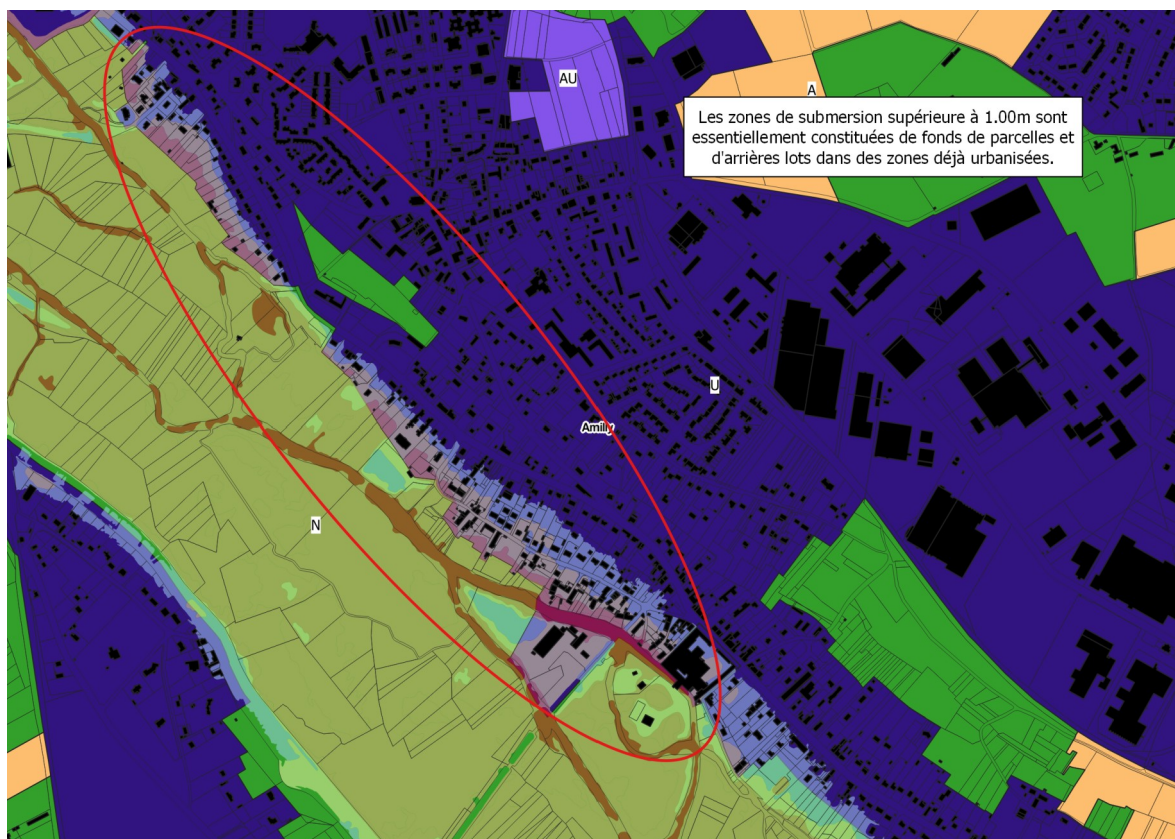 AU
A
Les zones de submersion supérieure à 1.00m sont
essentiellement constituées de fonds de parcelles et
d'arrières lots dans des zones déjà urbanisées.
U
Amilly
N